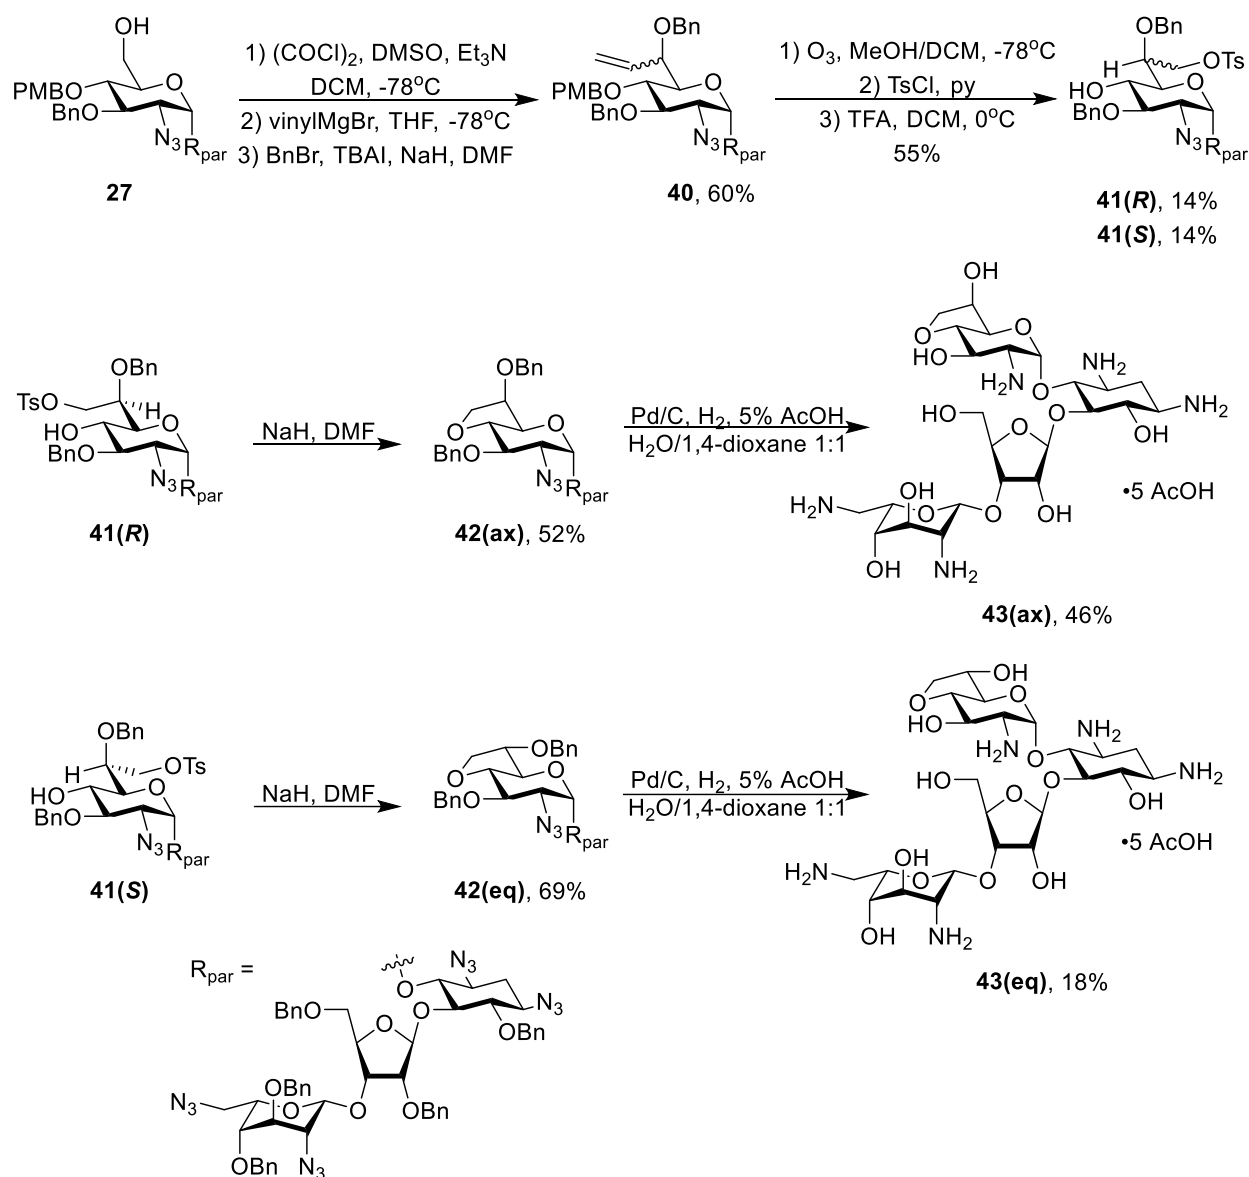 OH
O
PMBO
BnO
N3
Rpar
27
1) (COCl)2, DMSO, Et3N
DCM, -78°C
2) vinylMgBr, THF, -78°C
3) BnBr, TBAI, NaH, DMF
OBn
O
PMBO
BnO
N3
Rpar
40, 60%
1) O3, MeOH/DCM, -78°C
2) TsCl, py
3) TFA, DCM, 0°C
55%
OBn
H
OTs
HO
O
BnO
N3
Rpar
41(R), 14%
41(S), 14%
OBn
TsO
H
O
HO
BnO
N3
Rpar
41(R)
NaH, DMF
OBn
O
O
BnO
N3
Rpar
42(ax), 52%
Pd/C, H2, 5% AcOH
H2O/1,4-dioxane 1:1
OH
O
O
HO
H2N
O
NH2
NH2
HO
O
O
OH
•5 AcOH
H2N
OH
O
O
OH
OH
NH2
43(ax), 46%
OBn
H
OTs
HO
O
BnO
N3
Rpar
41(S)
NaH, DMF
OBn
O
O
BnO
N3
Rpar
42(eq), 69%
Pd/C, H2, 5% AcOH
H2O/1,4-dioxane 1:1
OH
O
O
HO
H2N
O
NH2
NH2
HO
O
O
OH
•5 AcOH
H2N
OH
O
O
OH
OH
NH2
43(eq), 18%
Rpar =
N3
O
N3
BnO
O
O
OBn
N3
OBn
O
O
OBn
OBn
N3